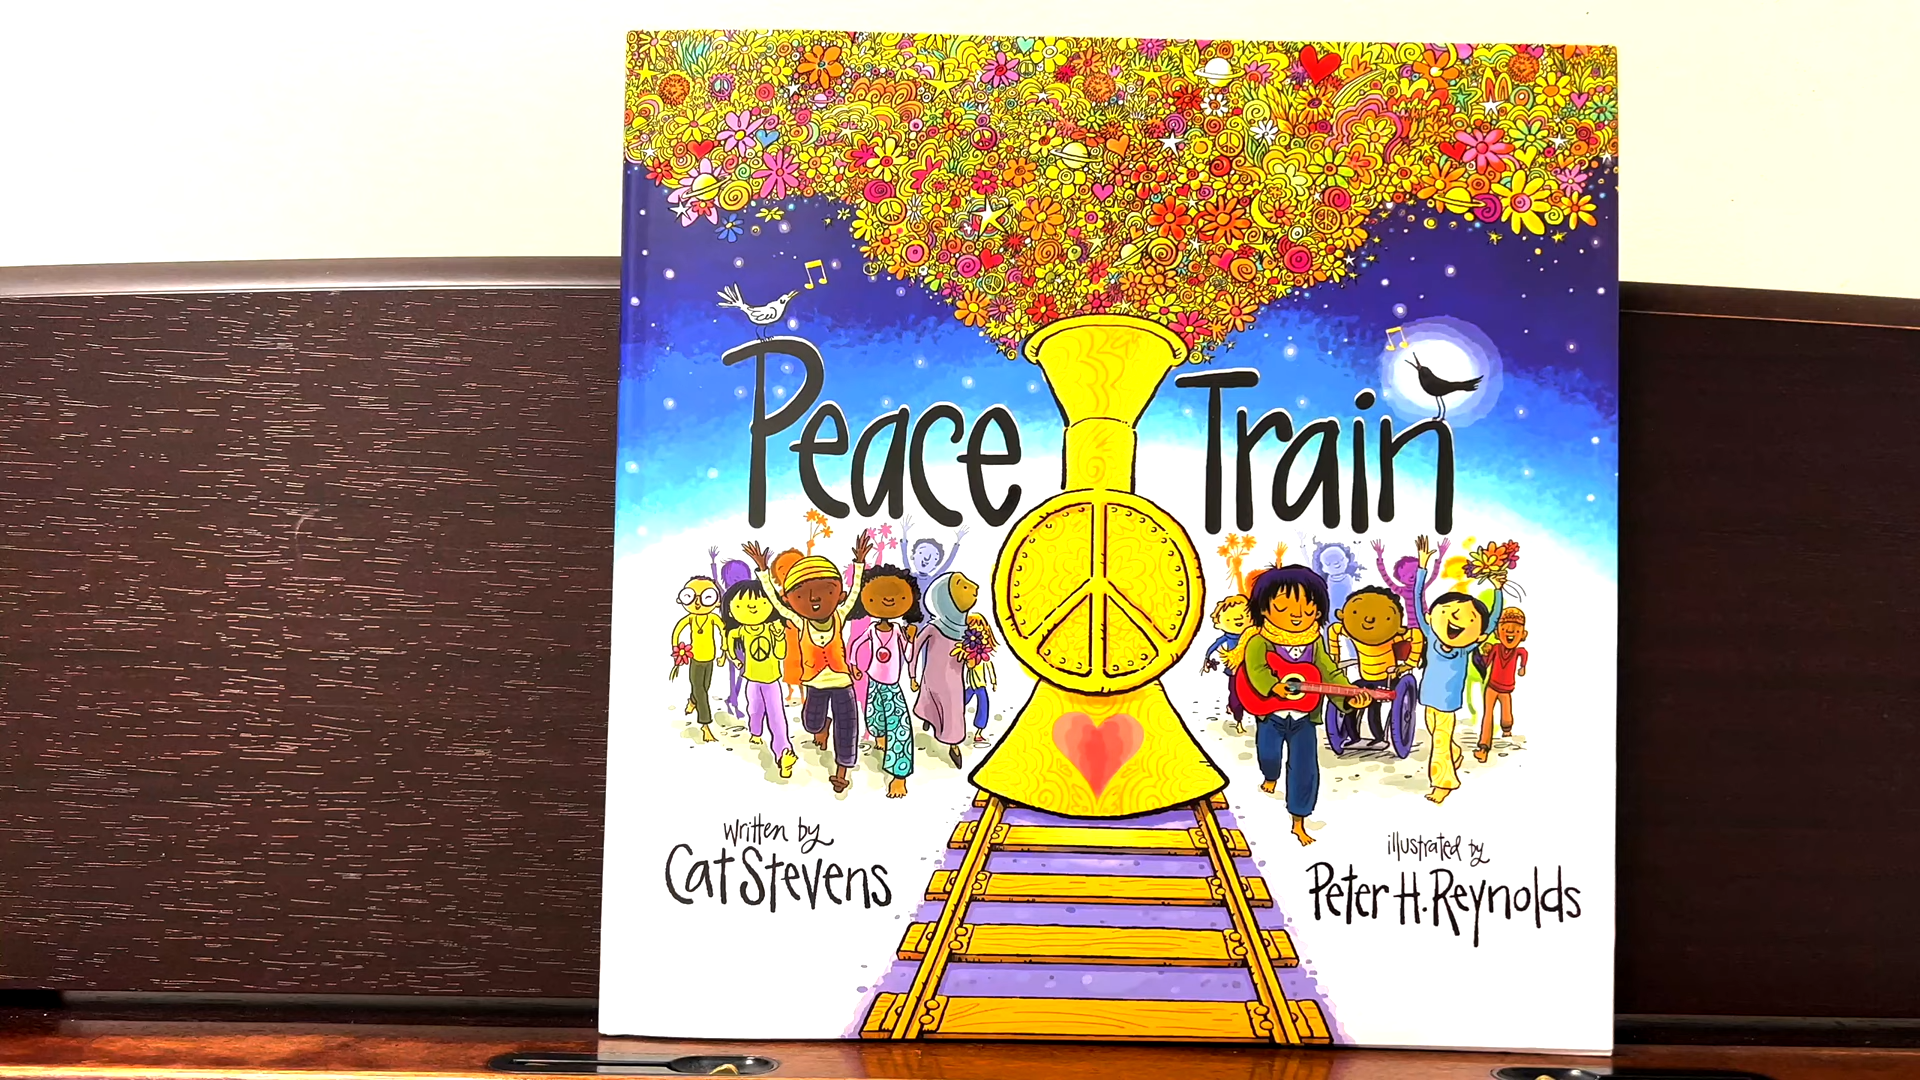 Peace Train
written by
Cat Stevens
illustrated by
Peter H. Reynolds